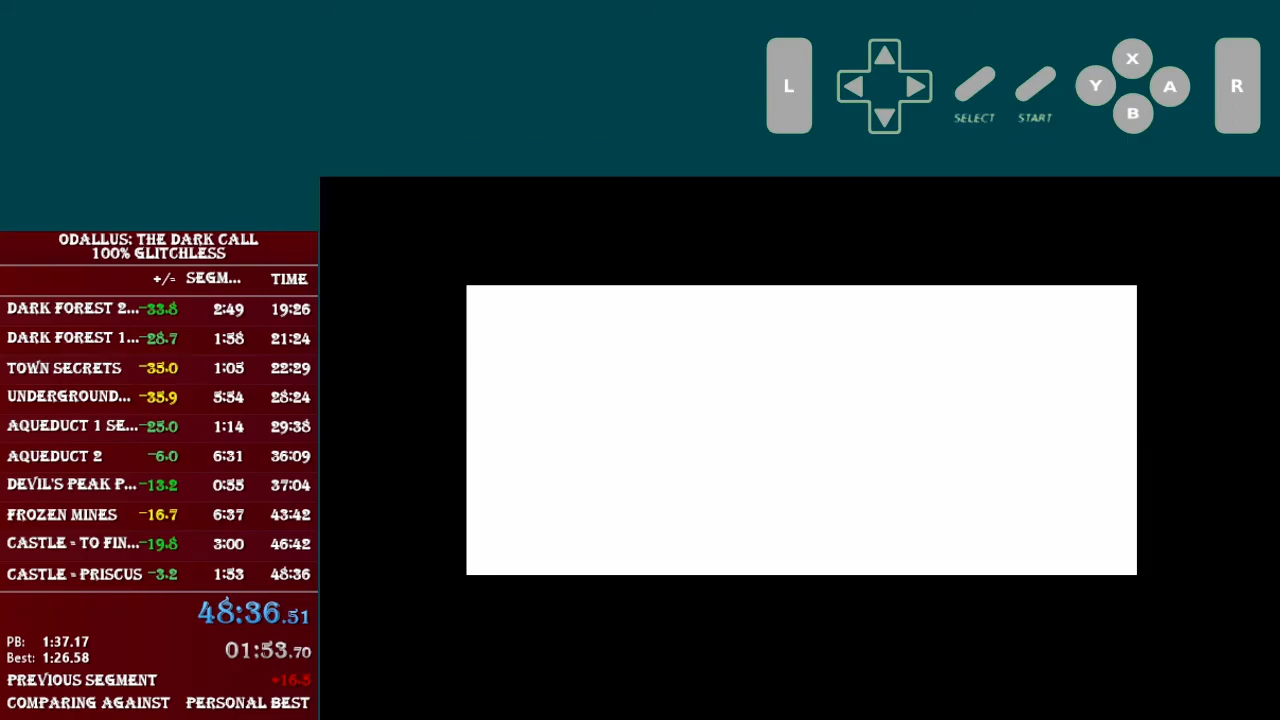 L SELECT START X Y A B R
ODALLUS: THE DARK CALL
100% GLITCHLESS
+/- SEGM... TIME
DARK FOREST 2... -33.8 2:49 19:26
DARK FOREST 1... -28.7 1:58 21:24
TOWN SECRETS -35.0 1:05 22:29
UNDERGROUND... -35.9 5:54 28:24
AQUEDUCT 1 SE... -25.0 1:14 29:38
AQUEDUCT 2 -6.0 6:31 36:09
DEVIL'S PEAK P... -13.2 0:55 37:04
FROZEN MINES -16.7 6:37 43:42
CASTLE - TO FIN... -19.8 3:00 46:42
CASTLE - PRISCUS -3.2 1:53 48:36
48:36.51
PB: 1:37.17 01:53.70
Best: 1:26.58
PREVIOUS SEGMENT +16.5
COMPARING AGAINST PERSONAL BEST